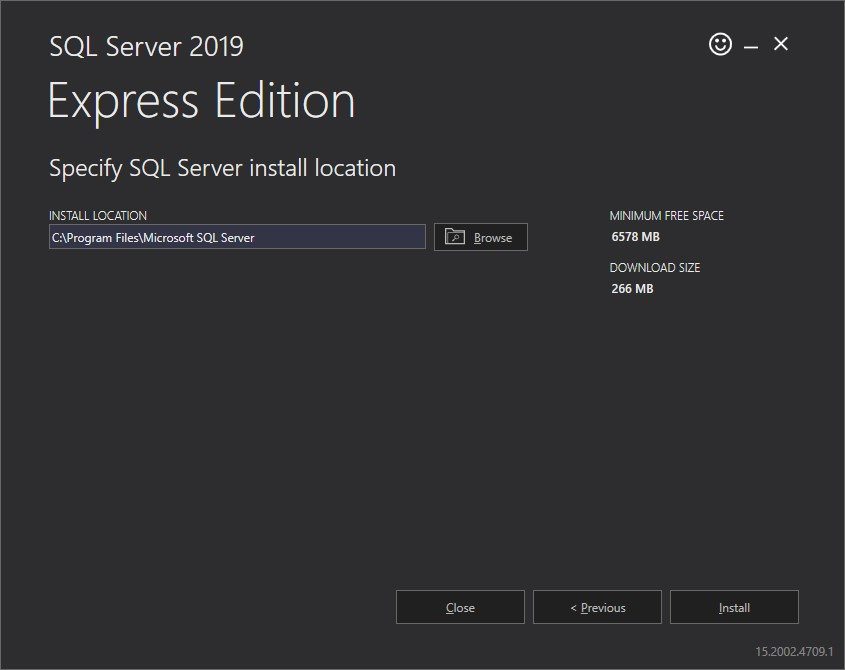 SQL Server 2019
Express Edition
Specify SQL Server install location
INSTALL LOCATION
C:\Program Files\Microsoft SQL Server
Browse
MINIMUM FREE SPACE
6578 MB
DOWNLOAD SIZE
266 MB
Close
< Previous
Install
15.2002.4709.1